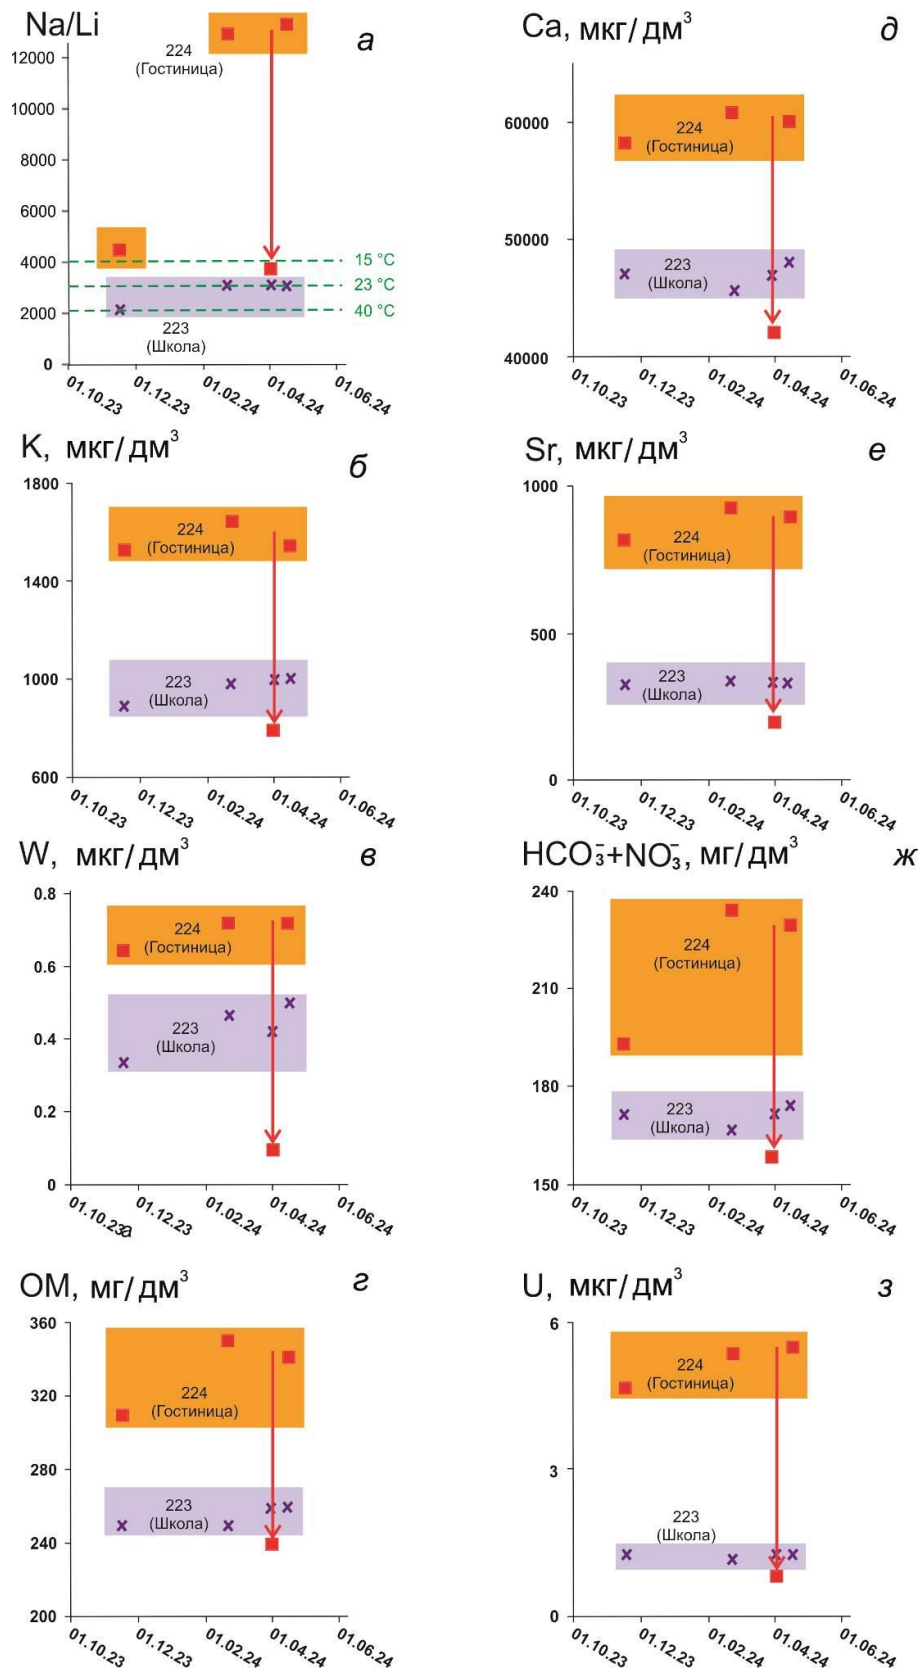 Na/Li
а
12000
10000
8000
6000
4000
2000
0
224
(Гостиница)
15 °C
23 °C
40 °C
223
(Школа)
01.10.23
01.12.23
01.02.24
01.04.24
01.06.24
Ca, мкг/дм³
д
60000
50000
40000
224
(Гостиница)
223
(Школа)
01.10.23
01.12.23
01.02.24
01.04.24
01.06.24
K, мкг/дм³
б
1800
1400
1000
600
224
(Гостиница)
223
(Школа)
01.10.23
01.12.23
01.02.24
01.04.24
01.06.24
Sr, мкг/дм³
е
1000
500
0
224
(Гостиница)
223
(Школа)
01.10.23
01.12.23
01.02.24
01.04.24
01.06.24
W, мкг/дм³
в
0.8
0.6
0.4
0.2
0
224
(Гостиница)
223
(Школа)
01.10.23а
01.12.23
01.02.24
01.04.24
01.06.24
HCO₃⁻+NO₃⁻, мг/дм³
ж
240
210
180
150
224
(Гостиница)
223
(Школа)
01.10.23
01.12.23
01.02.24
01.04.24
01.06.24
ОМ, мг/дм³
г
360
320
280
240
200
224
(Гостиница)
223
(Школа)
01.10.23
01.12.23
01.02.24
01.04.24
01.06.24
U, мкг/дм³
з
6
3
0
224
(Гостиница)
223
(Школа)
01.10.23
01.12.23
01.02.24
01.04.24
01.06.24